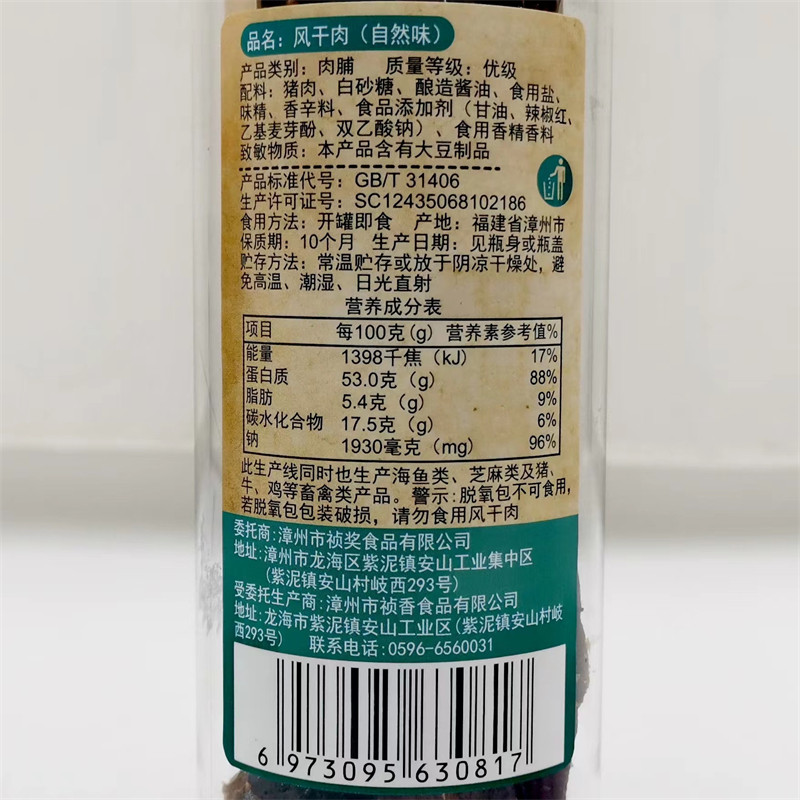 品名：风干肉（自然味）
产品类别：肉脯 质量等级：优级
配料：猪肉、白砂糖、酿造酱油、食用盐、
味精、香辛料、食品添加剂（甘油、辣椒红、
乙基麦芽酚、双乙酸钠）、食用香精香料
致敏物质：本产品含有大豆制品
产品标准代号：GB/T 31406
生产许可证号：SC12435068102186
食用方法：开罐即食 产地：福建省漳州市
保质期：10个月 生产日期：见瓶身或瓶盖
贮存方法：常温贮存或放于阴凉干燥处，避
免高温、潮湿、日光直射
营养成分表
项目 每100克(g) 营养素参考值%
能量 1398千焦（kJ） 17%
蛋白质 53.0克（g） 88%
脂肪 5.4克（g） 9%
碳水化合物 17.5克（g） 6%
钠 1930毫克（mg） 96%
此生产线同时也生产海鱼类、芝麻类及猪、
牛、鸡等畜禽类产品。警示:脱氧包不可食用，
若脱氧包包装破损，请勿食用风干肉
委托商:漳州市祯奖食品有限公司
地址:漳州市龙海区紫泥镇安山工业集中区
(紫泥镇安山村岐西293号)
受委托生产商:漳州市祯香食品有限公司
地址:龙海市紫泥镇安山工业区(紫泥镇安山村岐
西293号) 联系电话:0596-6560031
6 973095 630817